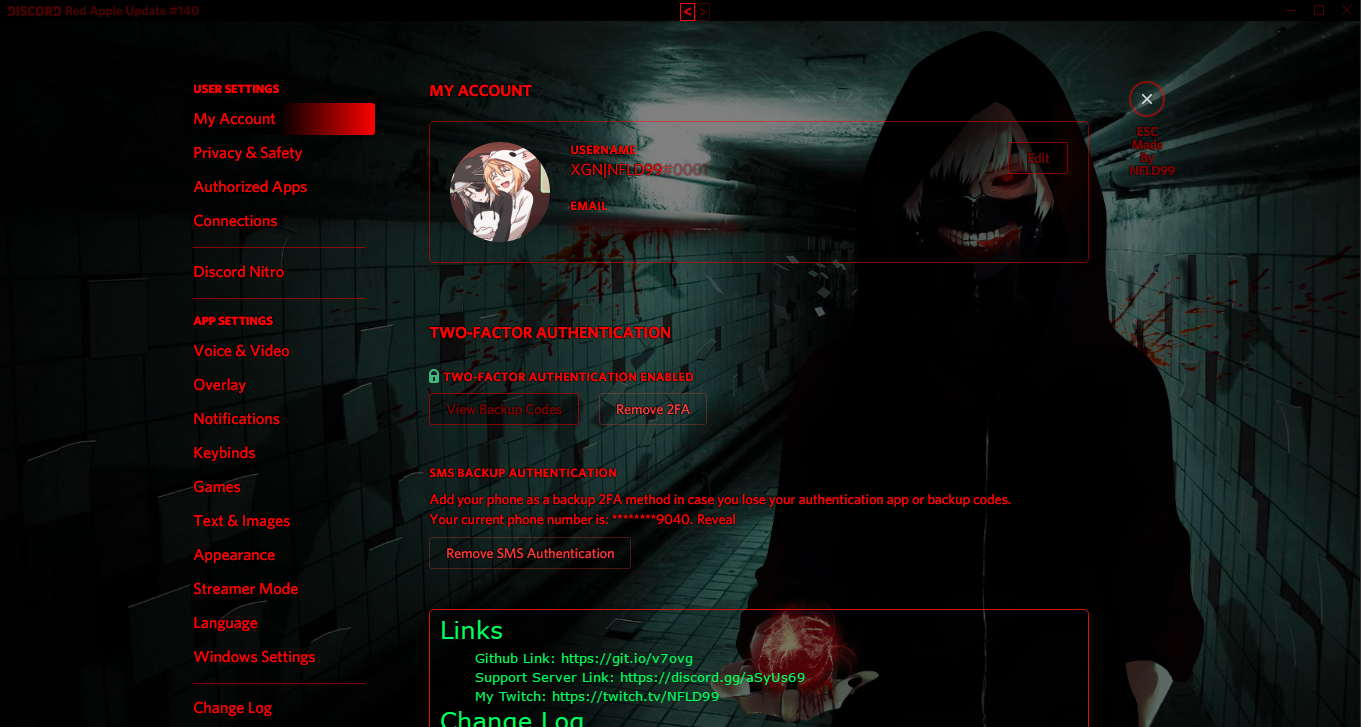 DISCORD Red Apple Update #140
< >
USER SETTINGS
My Account
Privacy & Safety
Authorized Apps
Connections
Discord Nitro
APP SETTINGS
Voice & Video
Overlay
Notifications
Keybinds
Games
Text & Images
Appearance
Streamer Mode
Language
Windows Settings
Change Log
MY ACCOUNT
USERNAME
XGN|NFLD99#0001
Edit
EMAIL
ESC
Made
By
NFLD99
TWO-FACTOR AUTHENTICATION
TWO-FACTOR AUTHENTICATION ENABLED
View Backup Codes
Remove 2FA
SMS BACKUP AUTHENTICATION
Add your phone as a backup 2FA method in case you lose your authentication app or backup codes.
Your current phone number is: ********9040. Reveal
Remove SMS Authentication
Links
Github Link: https://git.io/v7ovg
Support Server Link: https://discord.gg/aSyUs69
My Twitch: https://twitch.tv/NFLD99
Change Log